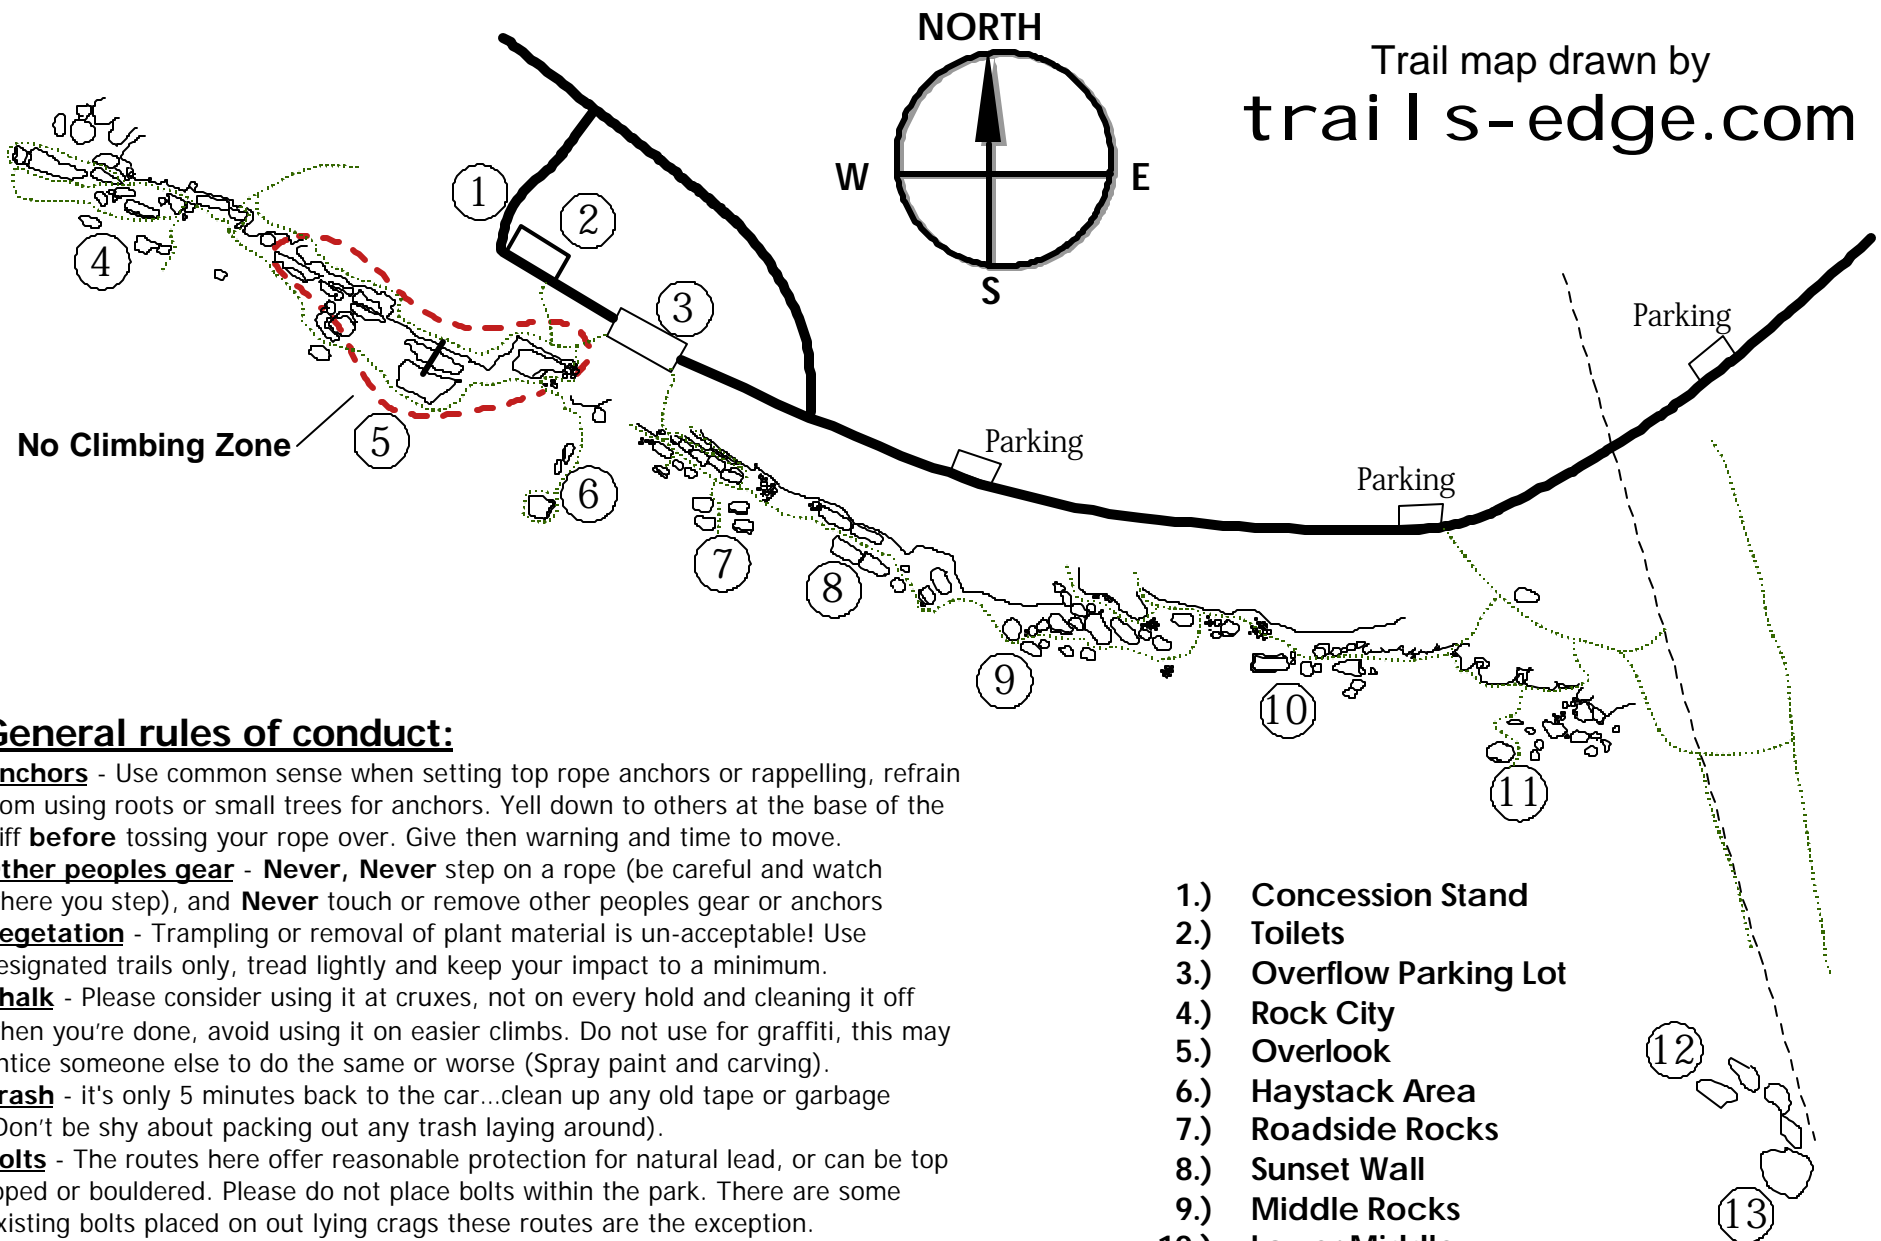 NORTH
W
E
S
Trail map drawn by
trails-edge.com
1
2
3
4
5
6
7
8
9
10
11
12
13
Parking
Parking
Parking
No Climbing Zone
General rules of conduct:
nchors - Use common sense when setting top rope anchors or rappelling, refrain
om using roots or small trees for anchors. Yell down to others at the base of the
iff before tossing your rope over. Give then warning and time to move.
ther peoples gear - Never, Never step on a rope (be careful and watch
here you step), and Never touch or remove other peoples gear or anchors
egetation - Trampling or removal of plant material is un-acceptable! Use
esignated trails only, tread lightly and keep your impact to a minimum.
halk - Please consider using it at cruxes, not on every hold and cleaning it off
hen you're done, avoid using it on easier climbs. Do not use for graffiti, this may
ntice someone else to do the same or worse (Spray paint and carving).
rash - it's only 5 minutes back to the car...clean up any old tape or garbage
Don't be shy about packing out any trash laying around).
olts - The routes here offer reasonable protection for natural lead, or can be top
oped or bouldered. Please do not place bolts within the park. There are some
xisting bolts placed on out lying crags these routes are the exception.
1.) Concession Stand
2.) Toilets
3.) Overflow Parking Lot
4.) Rock City
5.) Overlook
6.) Haystack Area
7.) Roadside Rocks
8.) Sunset Wall
9.) Middle Rocks
10.) Lower Middle